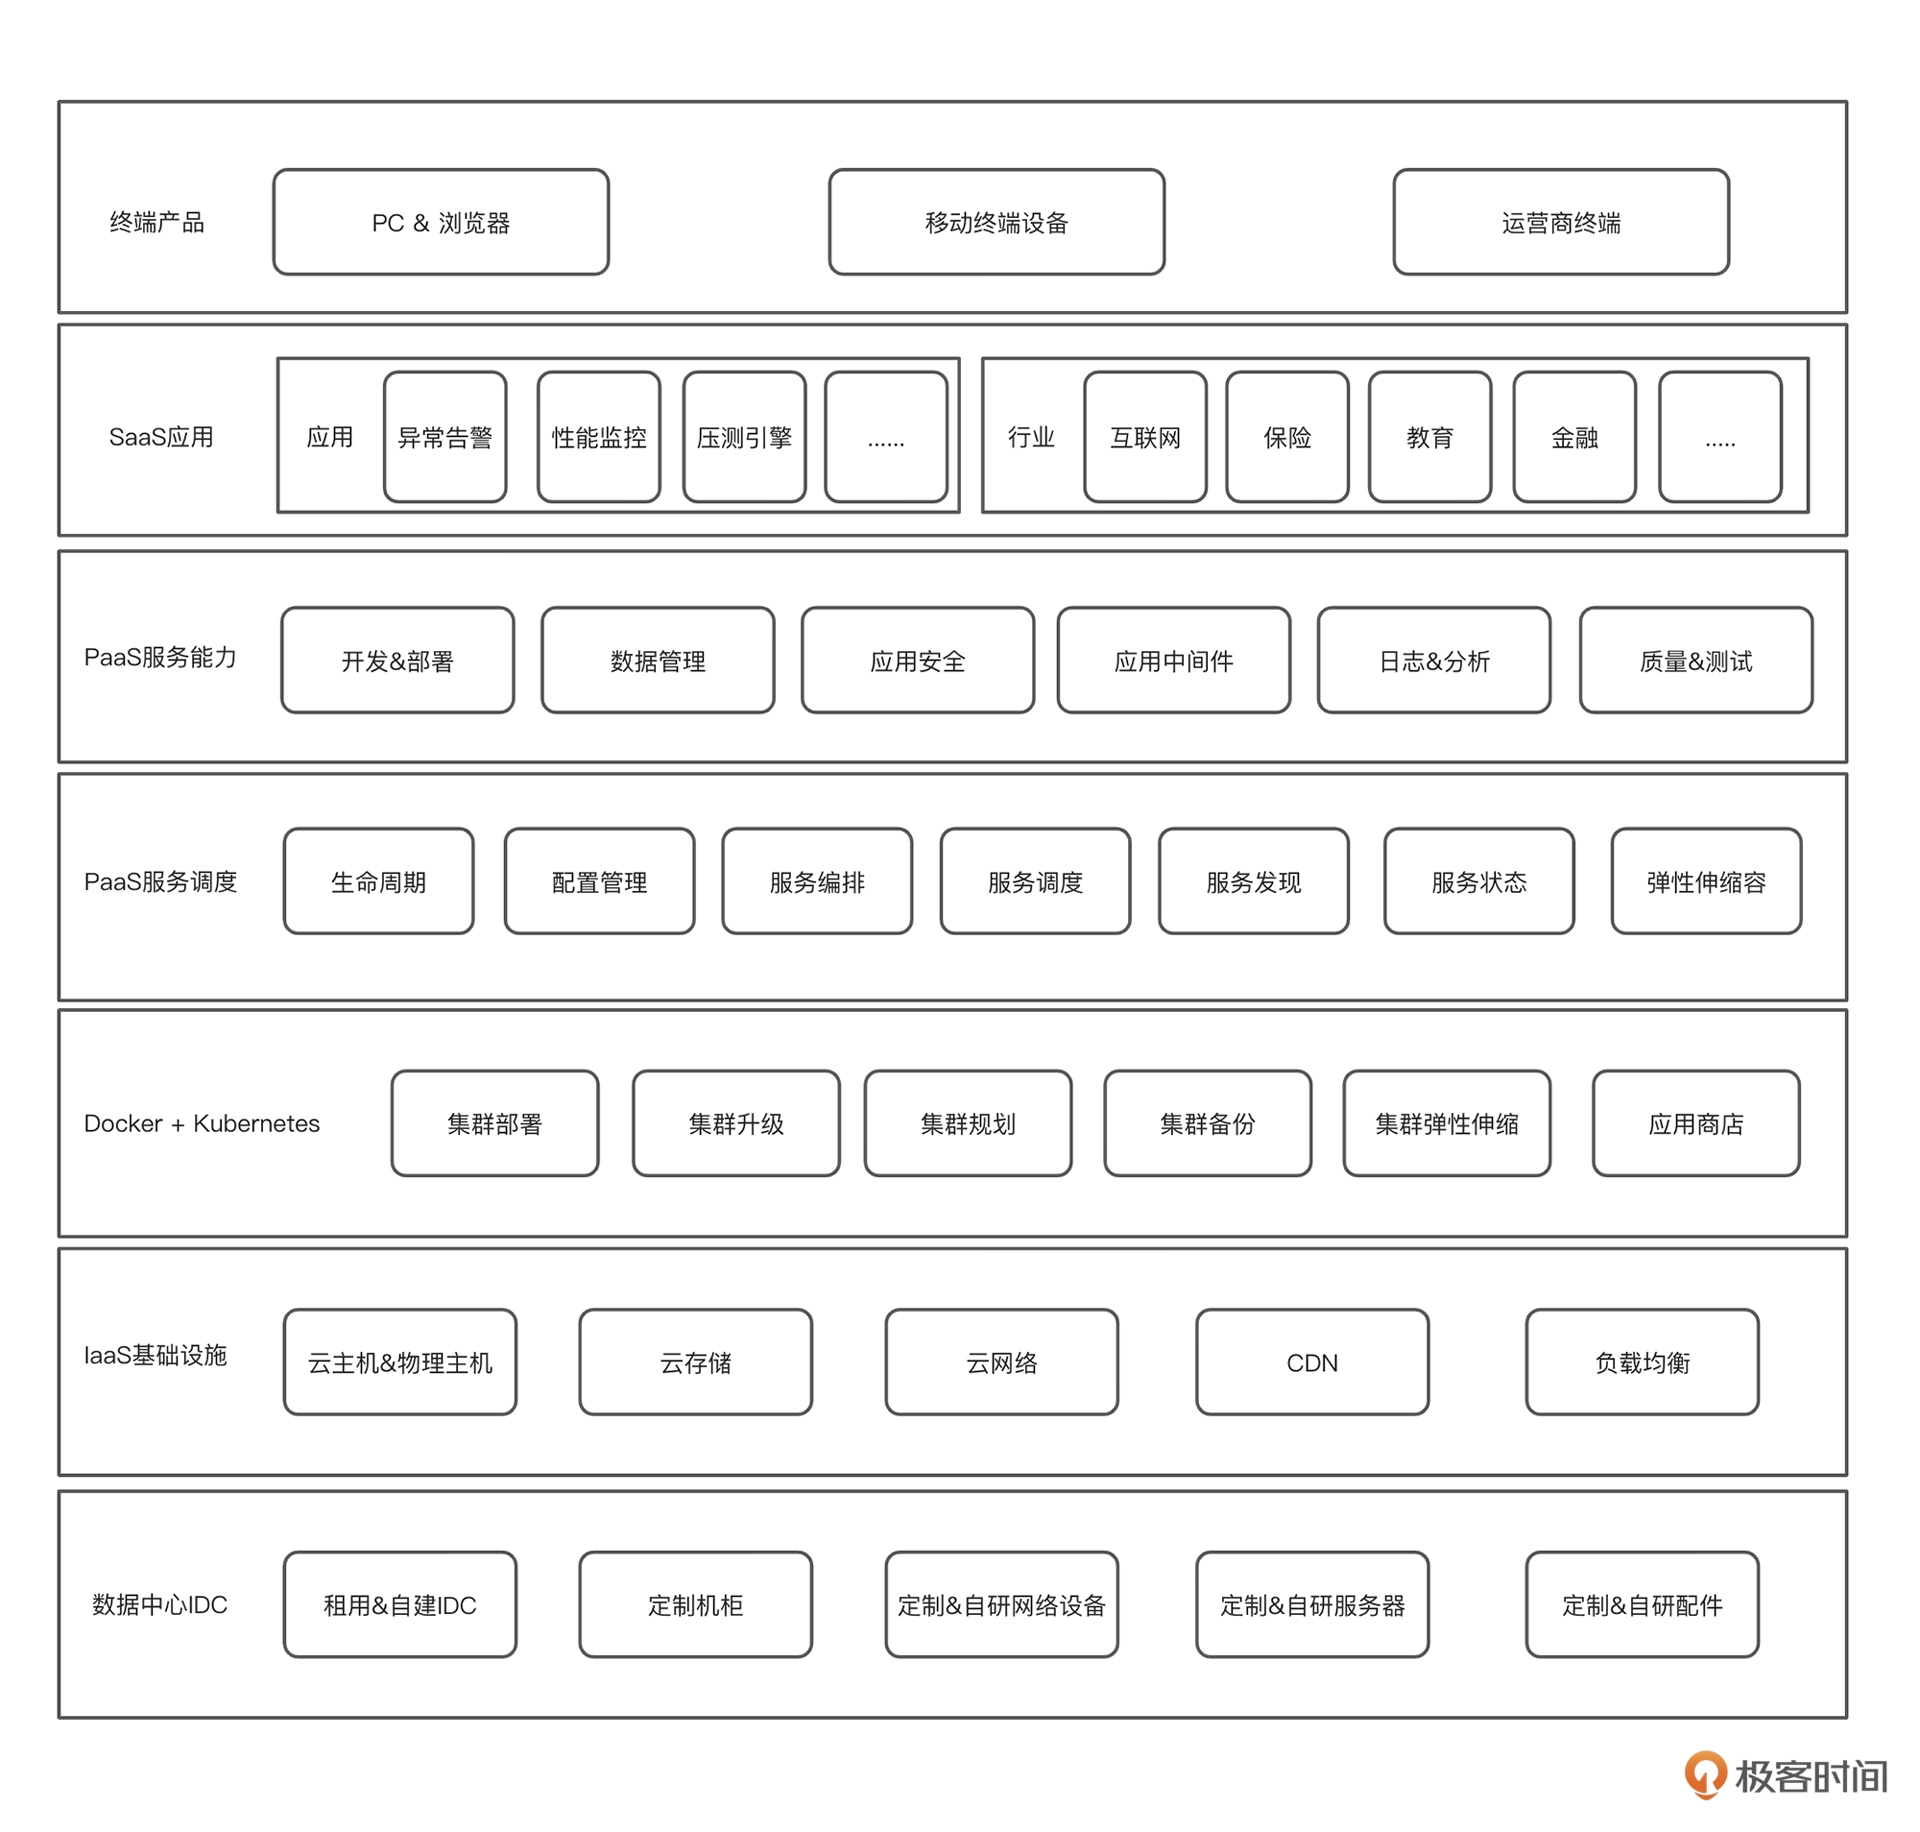 终端产品
PC & 浏览器
移动终端设备
运营商终端
SaaS应用
应用
异常告警
性能监控
压测引擎
......
行业
互联网
保险
教育
金融
.....
PaaS服务能力
开发&部署
数据管理
应用安全
应用中间件
日志&分析
质量&测试
PaaS服务调度
生命周期
配置管理
服务编排
服务调度
服务发现
服务状态
弹性伸缩容
Docker + Kubernetes
集群部署
集群升级
集群规划
集群备份
集群弹性伸缩
应用商店
IaaS基础设施
云主机&物理主机
云存储
云网络
CDN
负载均衡
数据中心IDC
租用&自建IDC
定制机柜
定制&自研网络设备
定制&自研服务器
定制&自研配件
极客时间